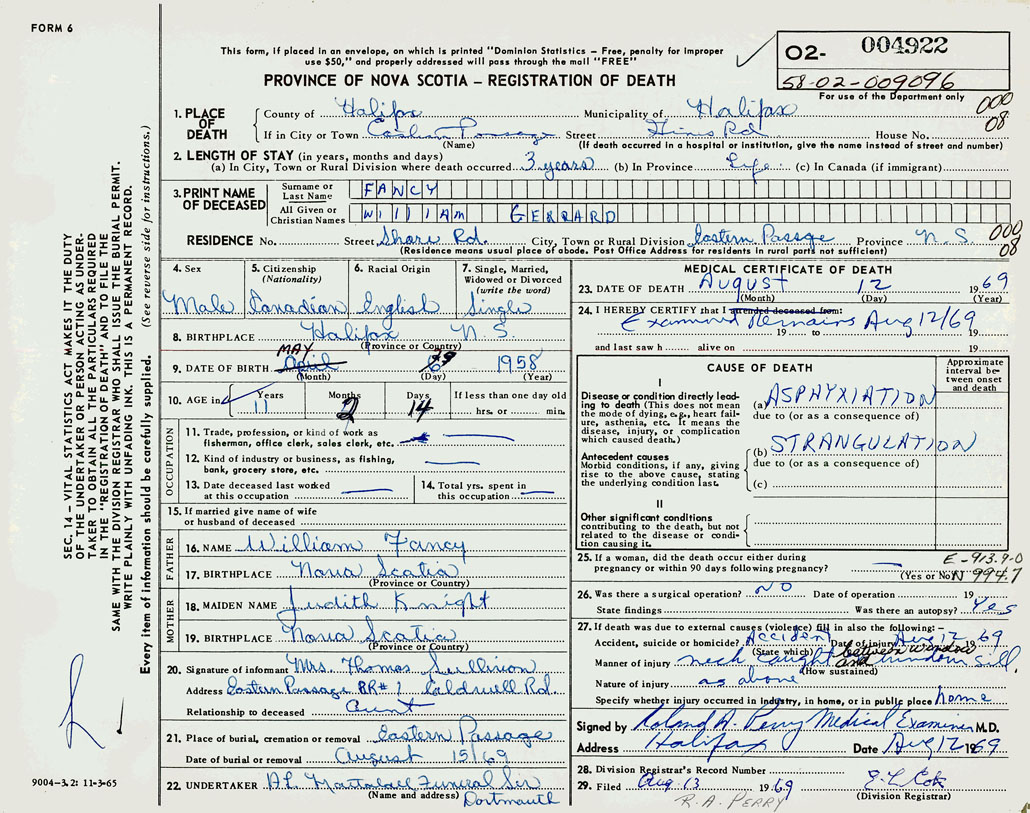 FORM 6
This form, if placed in an envelope, on which is printed "Dominion Statistics – Free, penalty for improper
use $50," and properly addressed will pass through the mail "FREE"
PROVINCE OF NOVA SCOTIA – REGISTRATION OF DEATH
O2- 004922
58-02-009096
For use of the Department only
000
08
1. PLACE OF DEATH
County of Halifax Municipality of Halifax
If in City or Town Eastern Passage Street Hines Rd House No.
(Name) (If death occurred in a hospital or institution, give the name instead of street and number)
2. LENGTH OF STAY (in years, months and days)
(a) In City, Town or Rural Division where death occurred 3 years (b) In Province Life (c) In Canada (if immigrant)
3. PRINT NAME OF DECEASED
Surname or Last Name FANCY
All Given or Christian Names William GERRARD
RESIDENCE No. Street Shore Rd. City, Town or Rural Division Eastern Passge Province N. S.
(Residence means usual place of abode. Post Office Address for residents in rural parts not sufficient)
000
08
4. Sex Male
5. Citizenship (Nationality) Canadian
6. Racial Origin English
7. Single, Married, Widowed or Divorced (write the word) Single
8. BIRTHPLACE Halifax N. S.
(Province or Country)
MAY
9. DATE OF BIRTH April 29 1958
(Month) (Day) (Year)
10. AGE in Years 11 Months 2 Days 14 If less than one day old hrs. or min.
OCCUPATION
11. Trade, profession, or kind of work as
fisherman, office clerk, sales clerk, etc.
12. Kind of industry or business, as fishing,
bank, grocery store, etc.
13. Date deceased last worked
at this occupation
14. Total yrs. spent in
this occupation
15. If married give name of wife
or husband of deceased
FATHER
16. NAME William Fancy
17. BIRTHPLACE Nova Scotia
(Province or Country)
MOTHER
18. MAIDEN NAME Judith Knight
19. BIRTHPLACE Nova Scotia
(Province or Country)
20. Signature of informant Mrs. Thomas
Address Eastern Passage RR# 1 Caldwell Rd.
Relationship to deceased Aunt
21. Place of burial, cremation or removal Eastern Passage
Date of burial or removal August 15/69
22. UNDERTAKER Funeral Ser
(Name and address) Dartmouth
MEDICAL CERTIFICATE OF DEATH
23. DATE OF DEATH August 12 1969
(Month) (Day) (Year)
24. I HEREBY CERTIFY that I attended deceased from:
Examined Remains Aug 12/69
19 to 19
and last saw h alive on 19
CAUSE OF DEATH
Approximate interval between onset and death
I
Disease or condition directly leading to death (This does not mean the mode of dying, e.g., heart failure, asthenia, etc. It means the disease, injury, or complication which caused death.)
(a) ASPHYXIATION
due to (or as a consequence of)
Antecedent causes
Morbid conditions, if any, giving rise to the above cause, stating the underlying condition last.
(b) STRANGULATION
due to (or as a consequence of)
(c)
II
Other significant conditions
contributing to the death, but not related to the disease or condition causing it.
25. If a woman, did the death occur either during
pregnancy or within 90 days following pregnancy?
(Yes or No)
E-913.9-0
N 994.7
26. Was there a surgical operation? NO Date of operation 19
State findings Was there an autopsy? Yes
27. If death was due to external causes (violence) fill in also the following:–
Accident, suicide or homicide? Accident Date of injury Aug 12 1969
(State which)
Manner of injury neck caught between window and window sill.
(How sustained)
Nature of injury as above
Specify whether injury occurred in industry, in home, or in public place home
Signed by Roland A. Perry Medical Examiner M.D.
Address Halifax Date Aug 12 1969
28. Division Registrar's Record Number
29. Filed Aug 13 1969
(Division Registrar)
R. A. PERRY
SEC. 14 – VITAL STATISTICS ACT MAKES IT THE DUTY
OF THE UNDERTAKER OR PERSON ACTING AS UNDER-
TAKER TO OBTAIN ALL THE PARTICULARS REQUIRED
IN THE "REGISTRATION OF DEATH" AND TO FILE THE
SAME WITH THE DIVISION REGISTRAR WHO SHALL ISSUE THE BURIAL PERMIT.
WRITE PLAINLY WITH UNFADING INK. THIS IS A PERMANENT RECORD.
Every item of information should be carefully supplied. (See reverse side for instructions.)
9004–3.2: 11-3-65